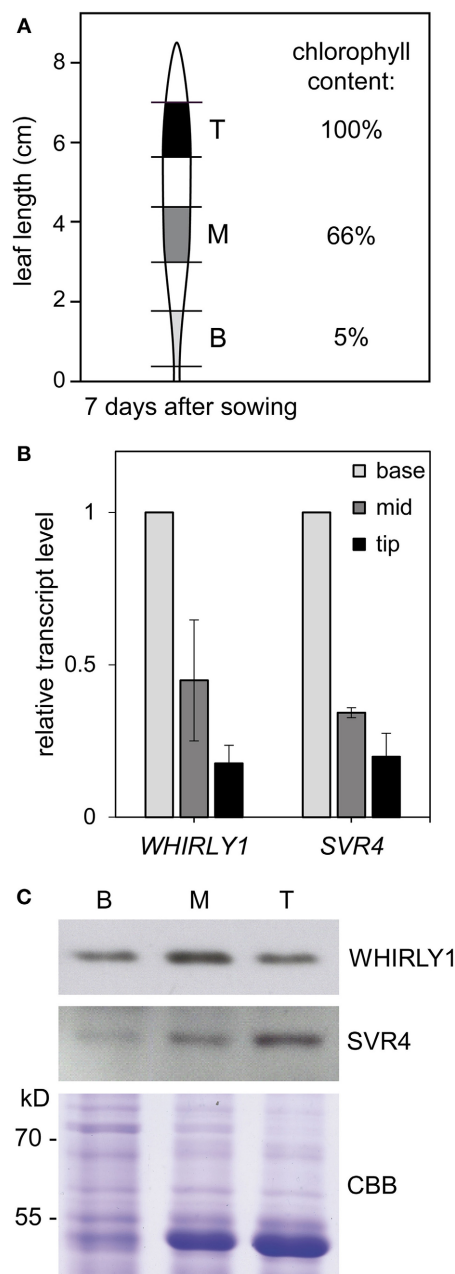 A
chlorophyll
content:
leaf length (cm)
8
6
4
2
0
T 100%
M 66%
B 5%
7 days after sowing
B
relative transcript level
1
0.5
0
base
mid
tip
WHIRLY1 SVR4
C
B M T
WHIRLY1
SVR4
kD
70 -
55 -
CBB